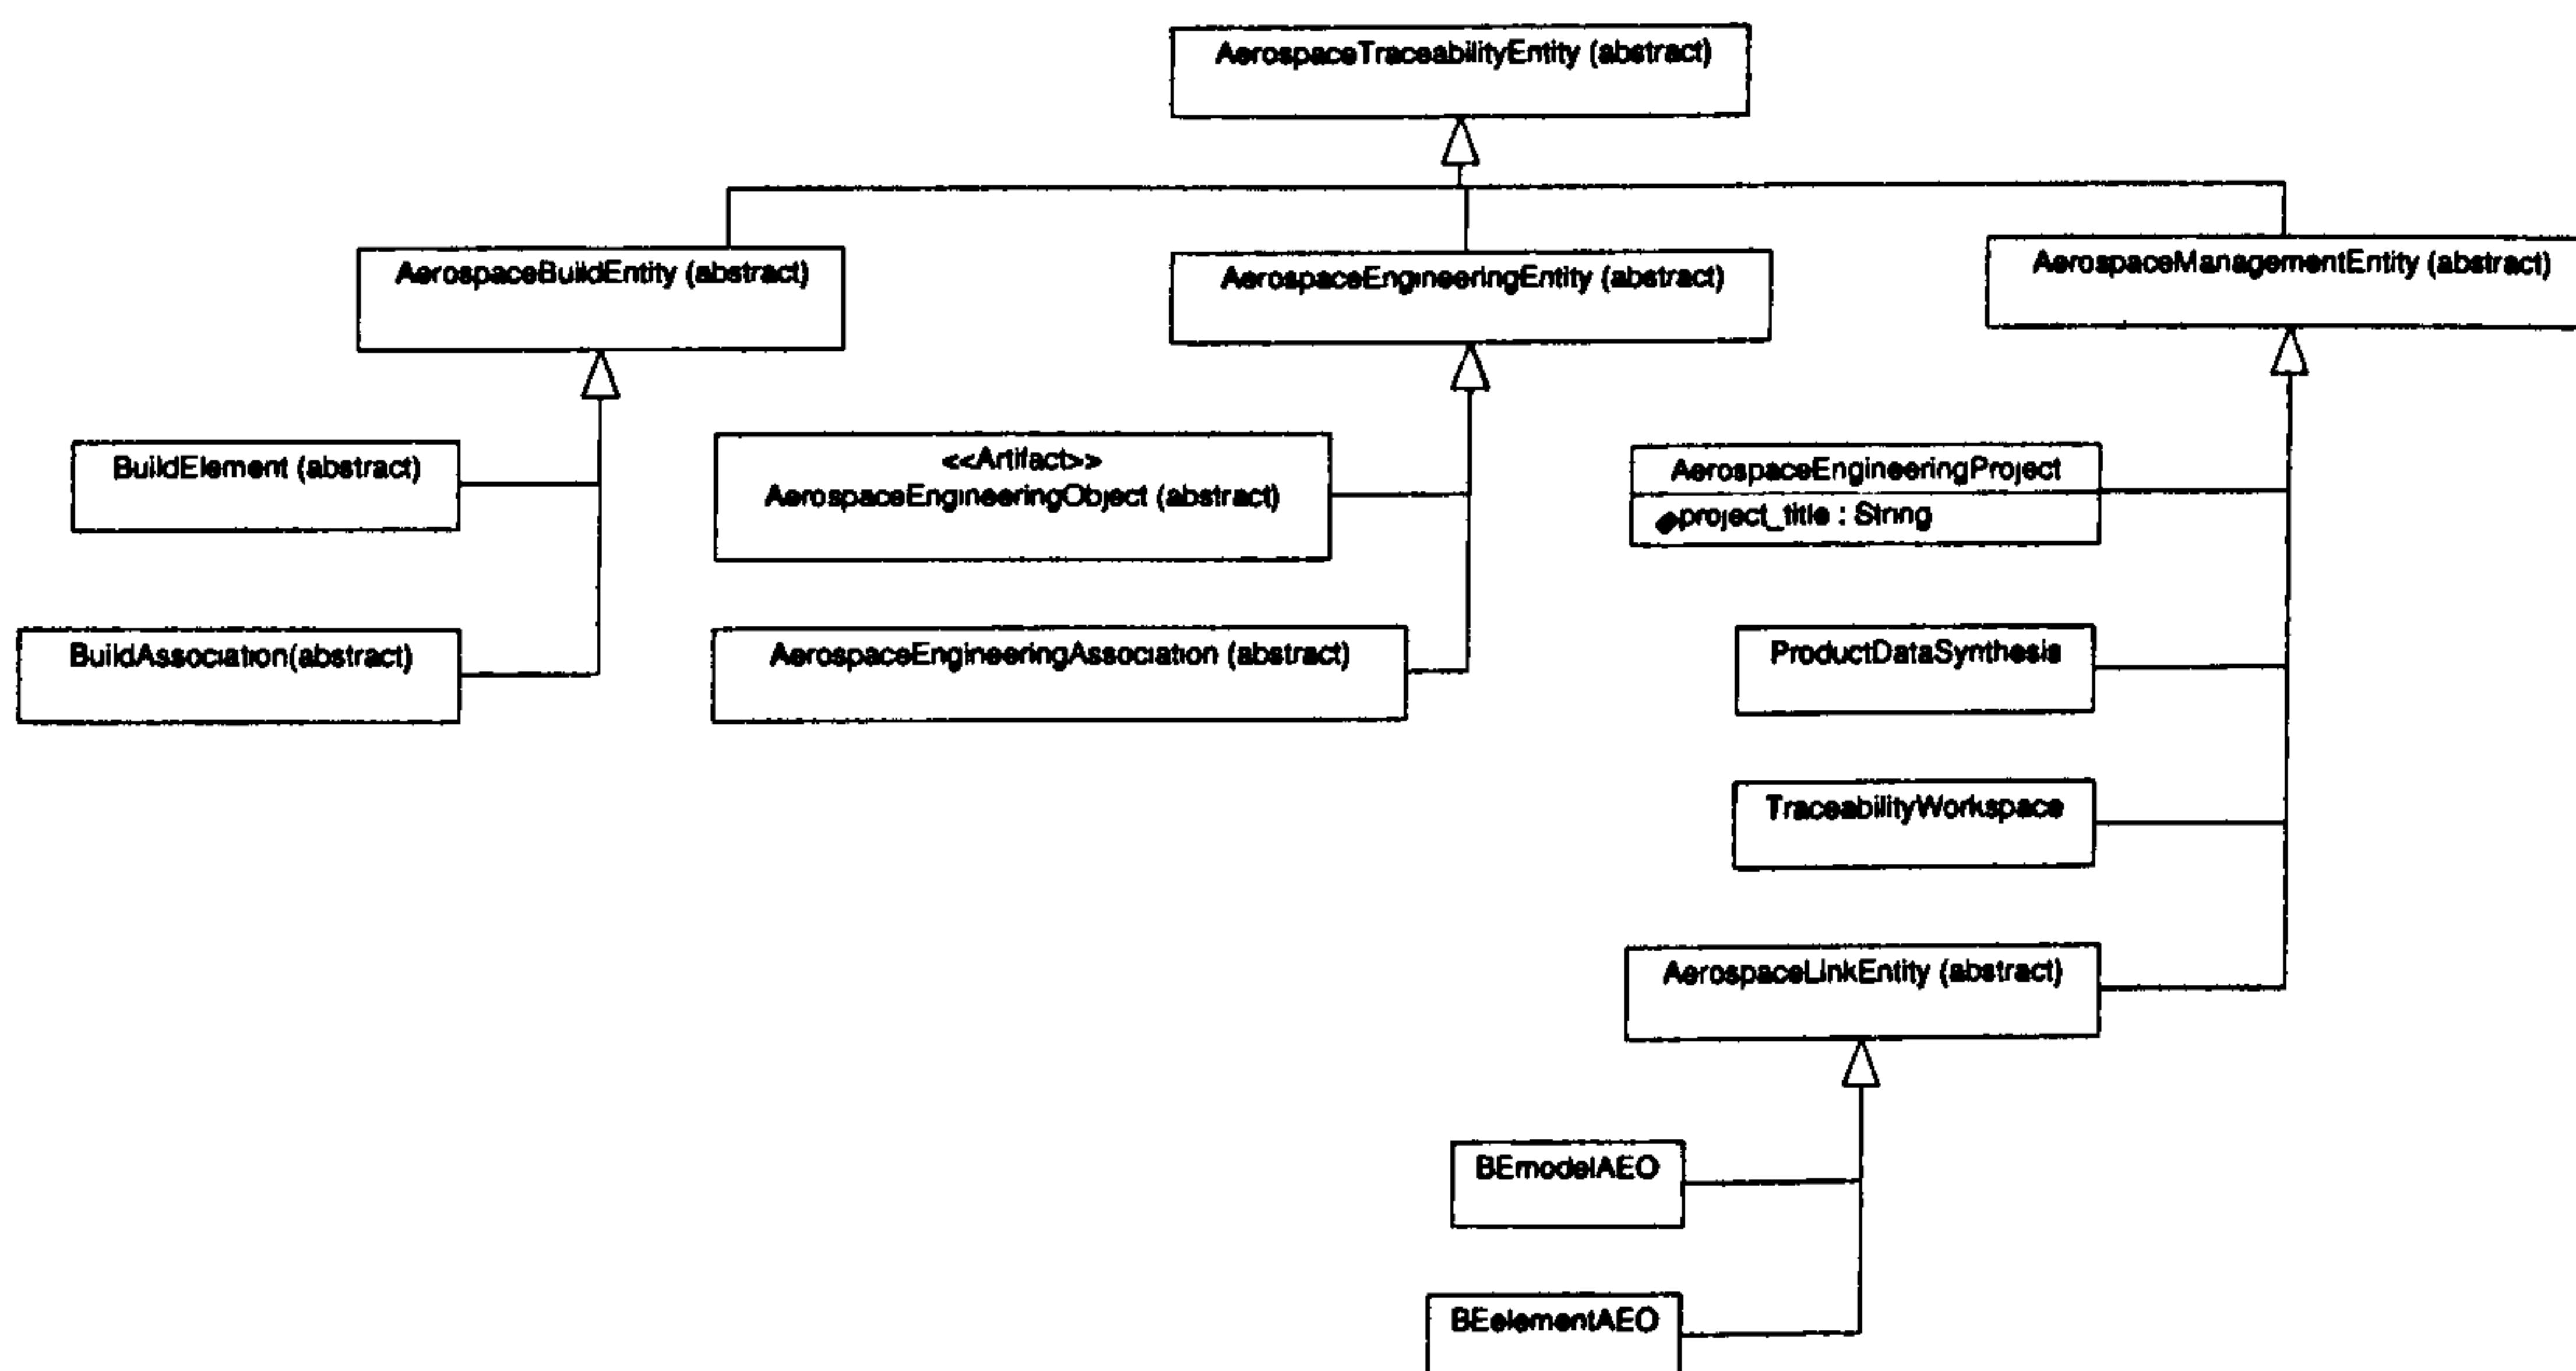 AerospaceTraceabilityEntity (abstract)
AerospaceBuildEntity (abstract)
AerospaceEngineeringEntity (abstract)
AerospaceManagementEntity (abstract)
BuildElement (abstract)
<<Artifact>>
AerospaceEngineeringObject (abstract)
AerospaceEngineeringProject
project_title : String
BuildAssociation(abstract)
AerospaceEngineeringAssociation (abstract)
ProductDataSynthesis
TraceabilityWorkspace
AerospaceLinkEntity (abstract)
BEmodelAEO
BEelementAEO